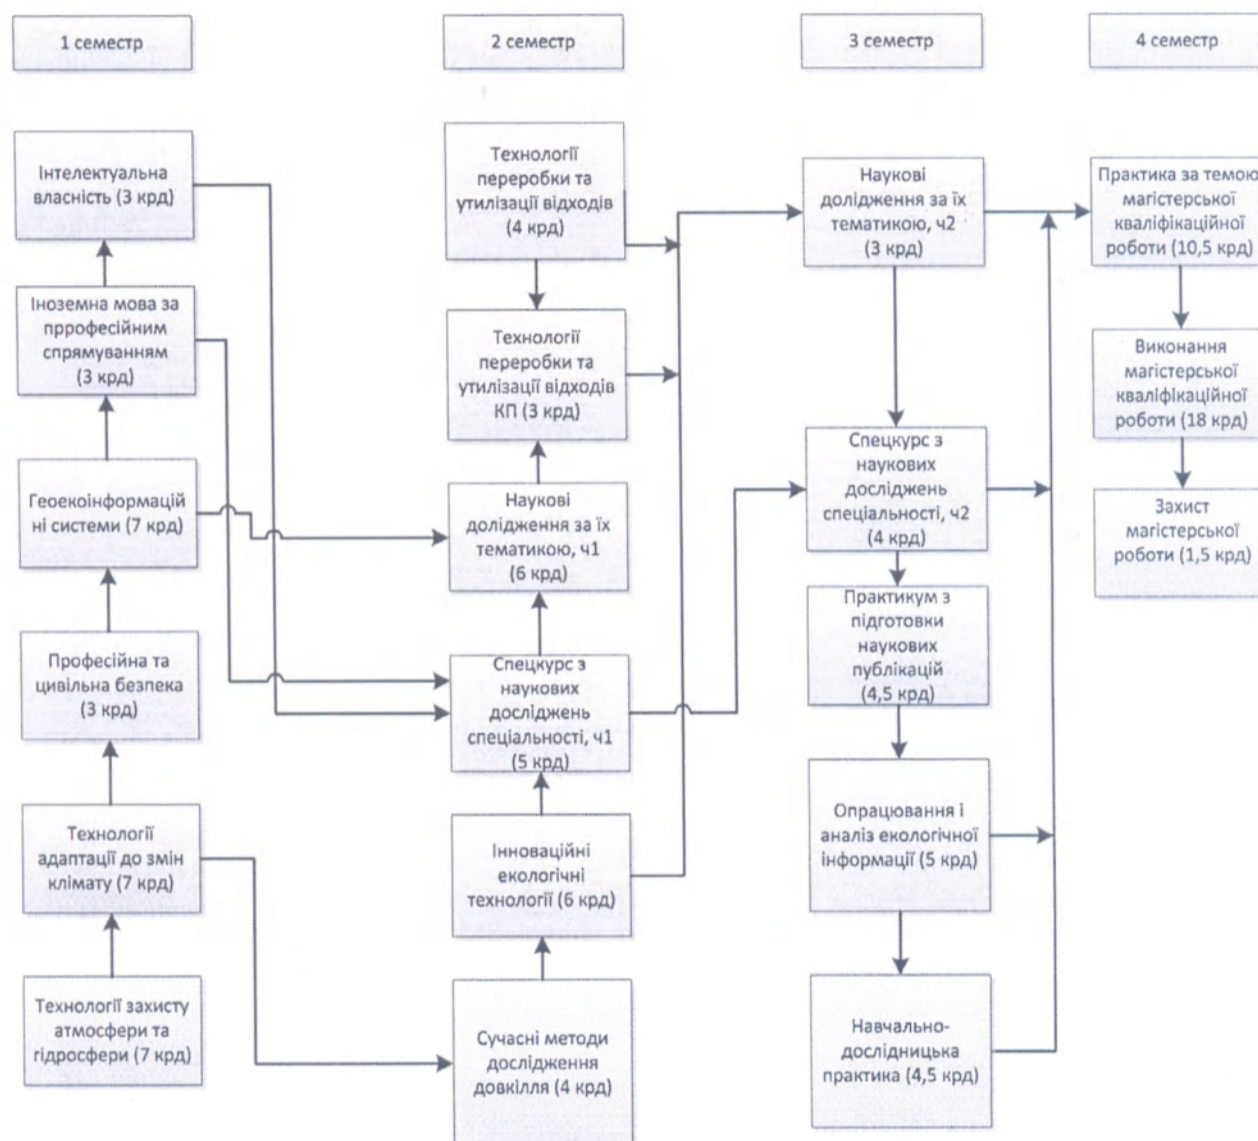 1 семестр
2 семестр
3 семестр
4 семестр
Інтелектуальна
власність (3 крд)
Іноземна мова за
пррофесійним
спрямуванням
(3 крд)
Геоекоінформацій
ні системи (7 крд)
Професійна та
цивільна безпека
(3 крд)
Технології
адаптації до змін
клімату (7 крд)
Технології захисту
атмосфери та
гідросфери (7 крд)
Технології
переробки та
утилізації відходів
(4 крд)
Технології
переробки та
утилізації відходів
КП (3 крд)
Наукові
долідження за їх
тематикою, ч1
(6 крд)
Спецкурс з
наукових
досліджень
спеціальності, ч1
(5 крд)
Інноваційні
екологічні
технології (6 крд)
Сучасні методи
дослідження
довкілля (4 крд)
Наукові
долідження за їх
тематикою, ч2
(3 крд)
Спецкурс з
наукових
досліджень
спеціальності, ч2
(4 крд)
Практикум з
підготовки
наукових
публікацій
(4,5 крд)
Опрацювання і
аналіз екологічної
інформації (5 крд)
Навчально-
дослідницька
практика (4,5 крд)
Практика за темою
магістерської
кваліфікаційної
роботи (10,5 крд)
Виконання
магістерської
кваліфікаційної
роботи (18 крд)
Захист
магістерської
роботи (1,5 крд)